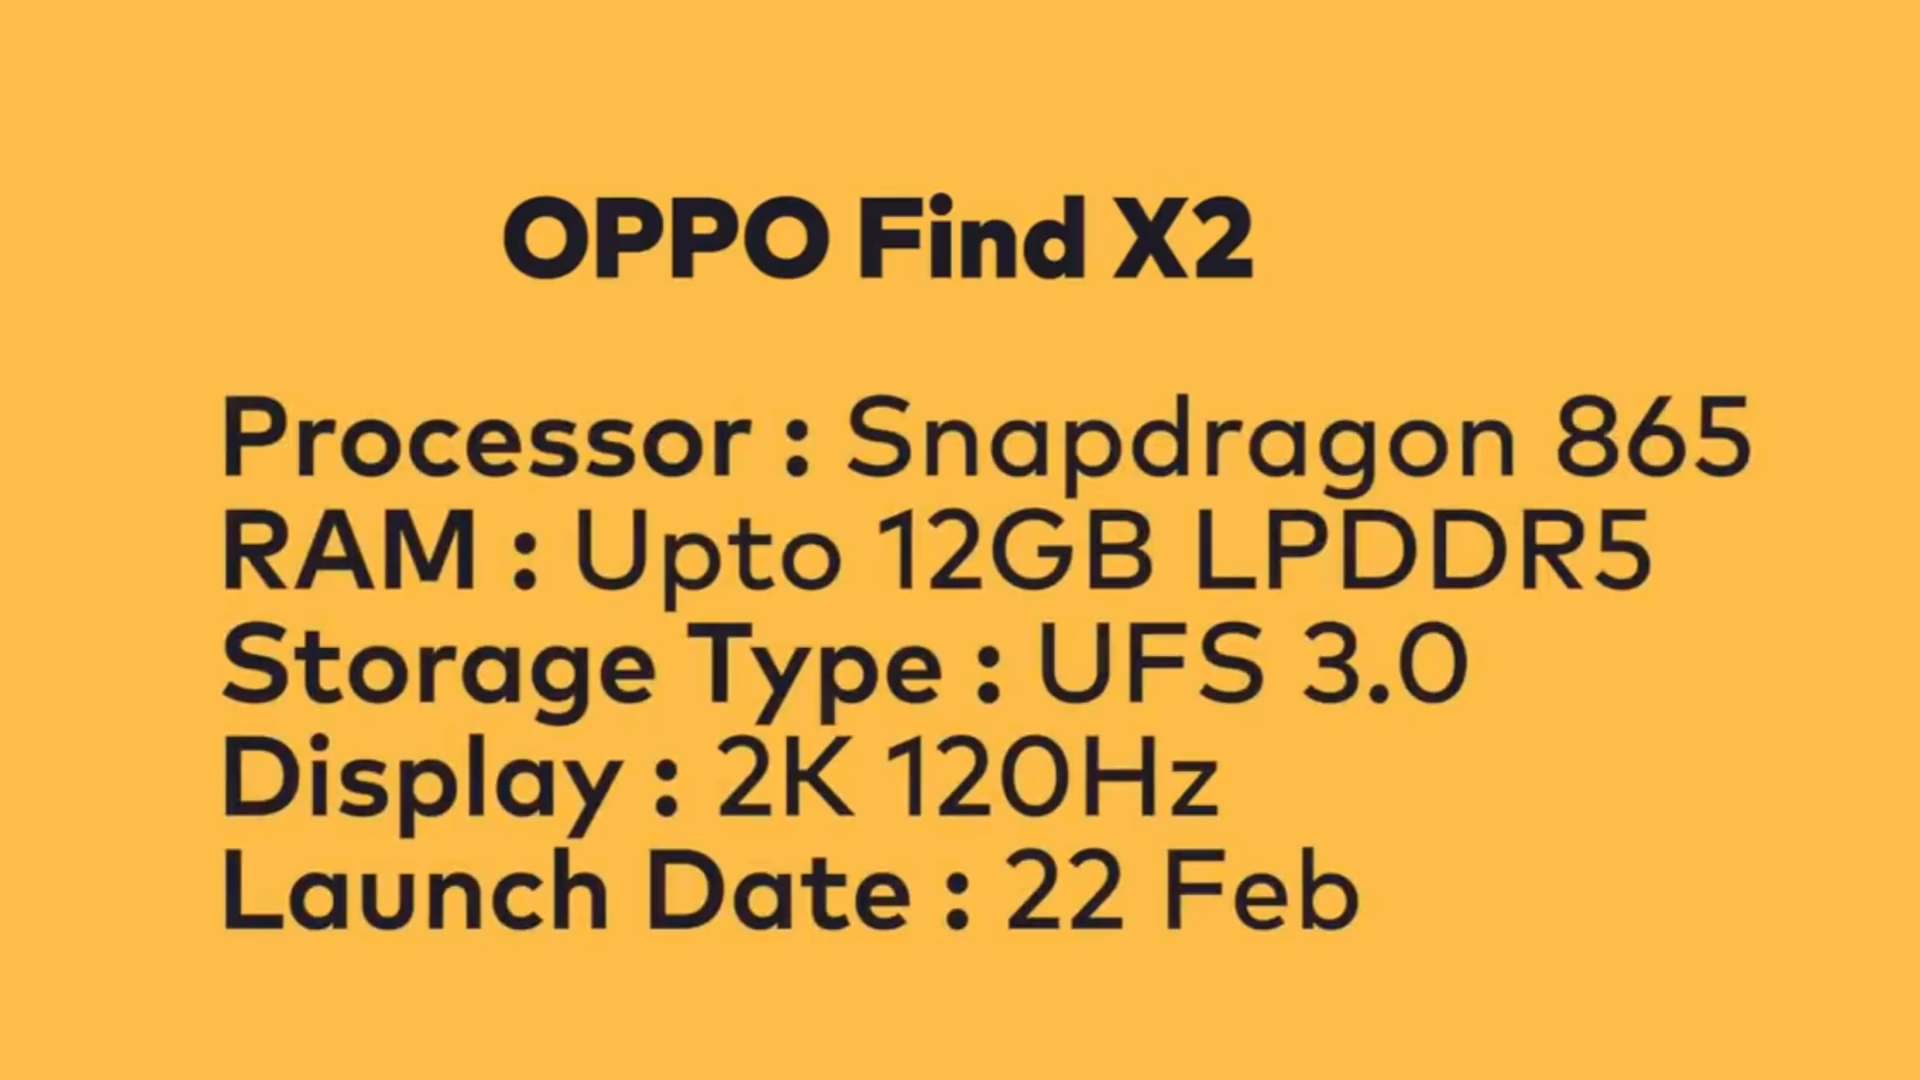 OPPO Find X2
Processor : Snapdragon 865
RAM : Upto 12GB LPDDR5
Storage Type : UFS 3.0
Display : 2K 120Hz
Launch Date : 22 Feb